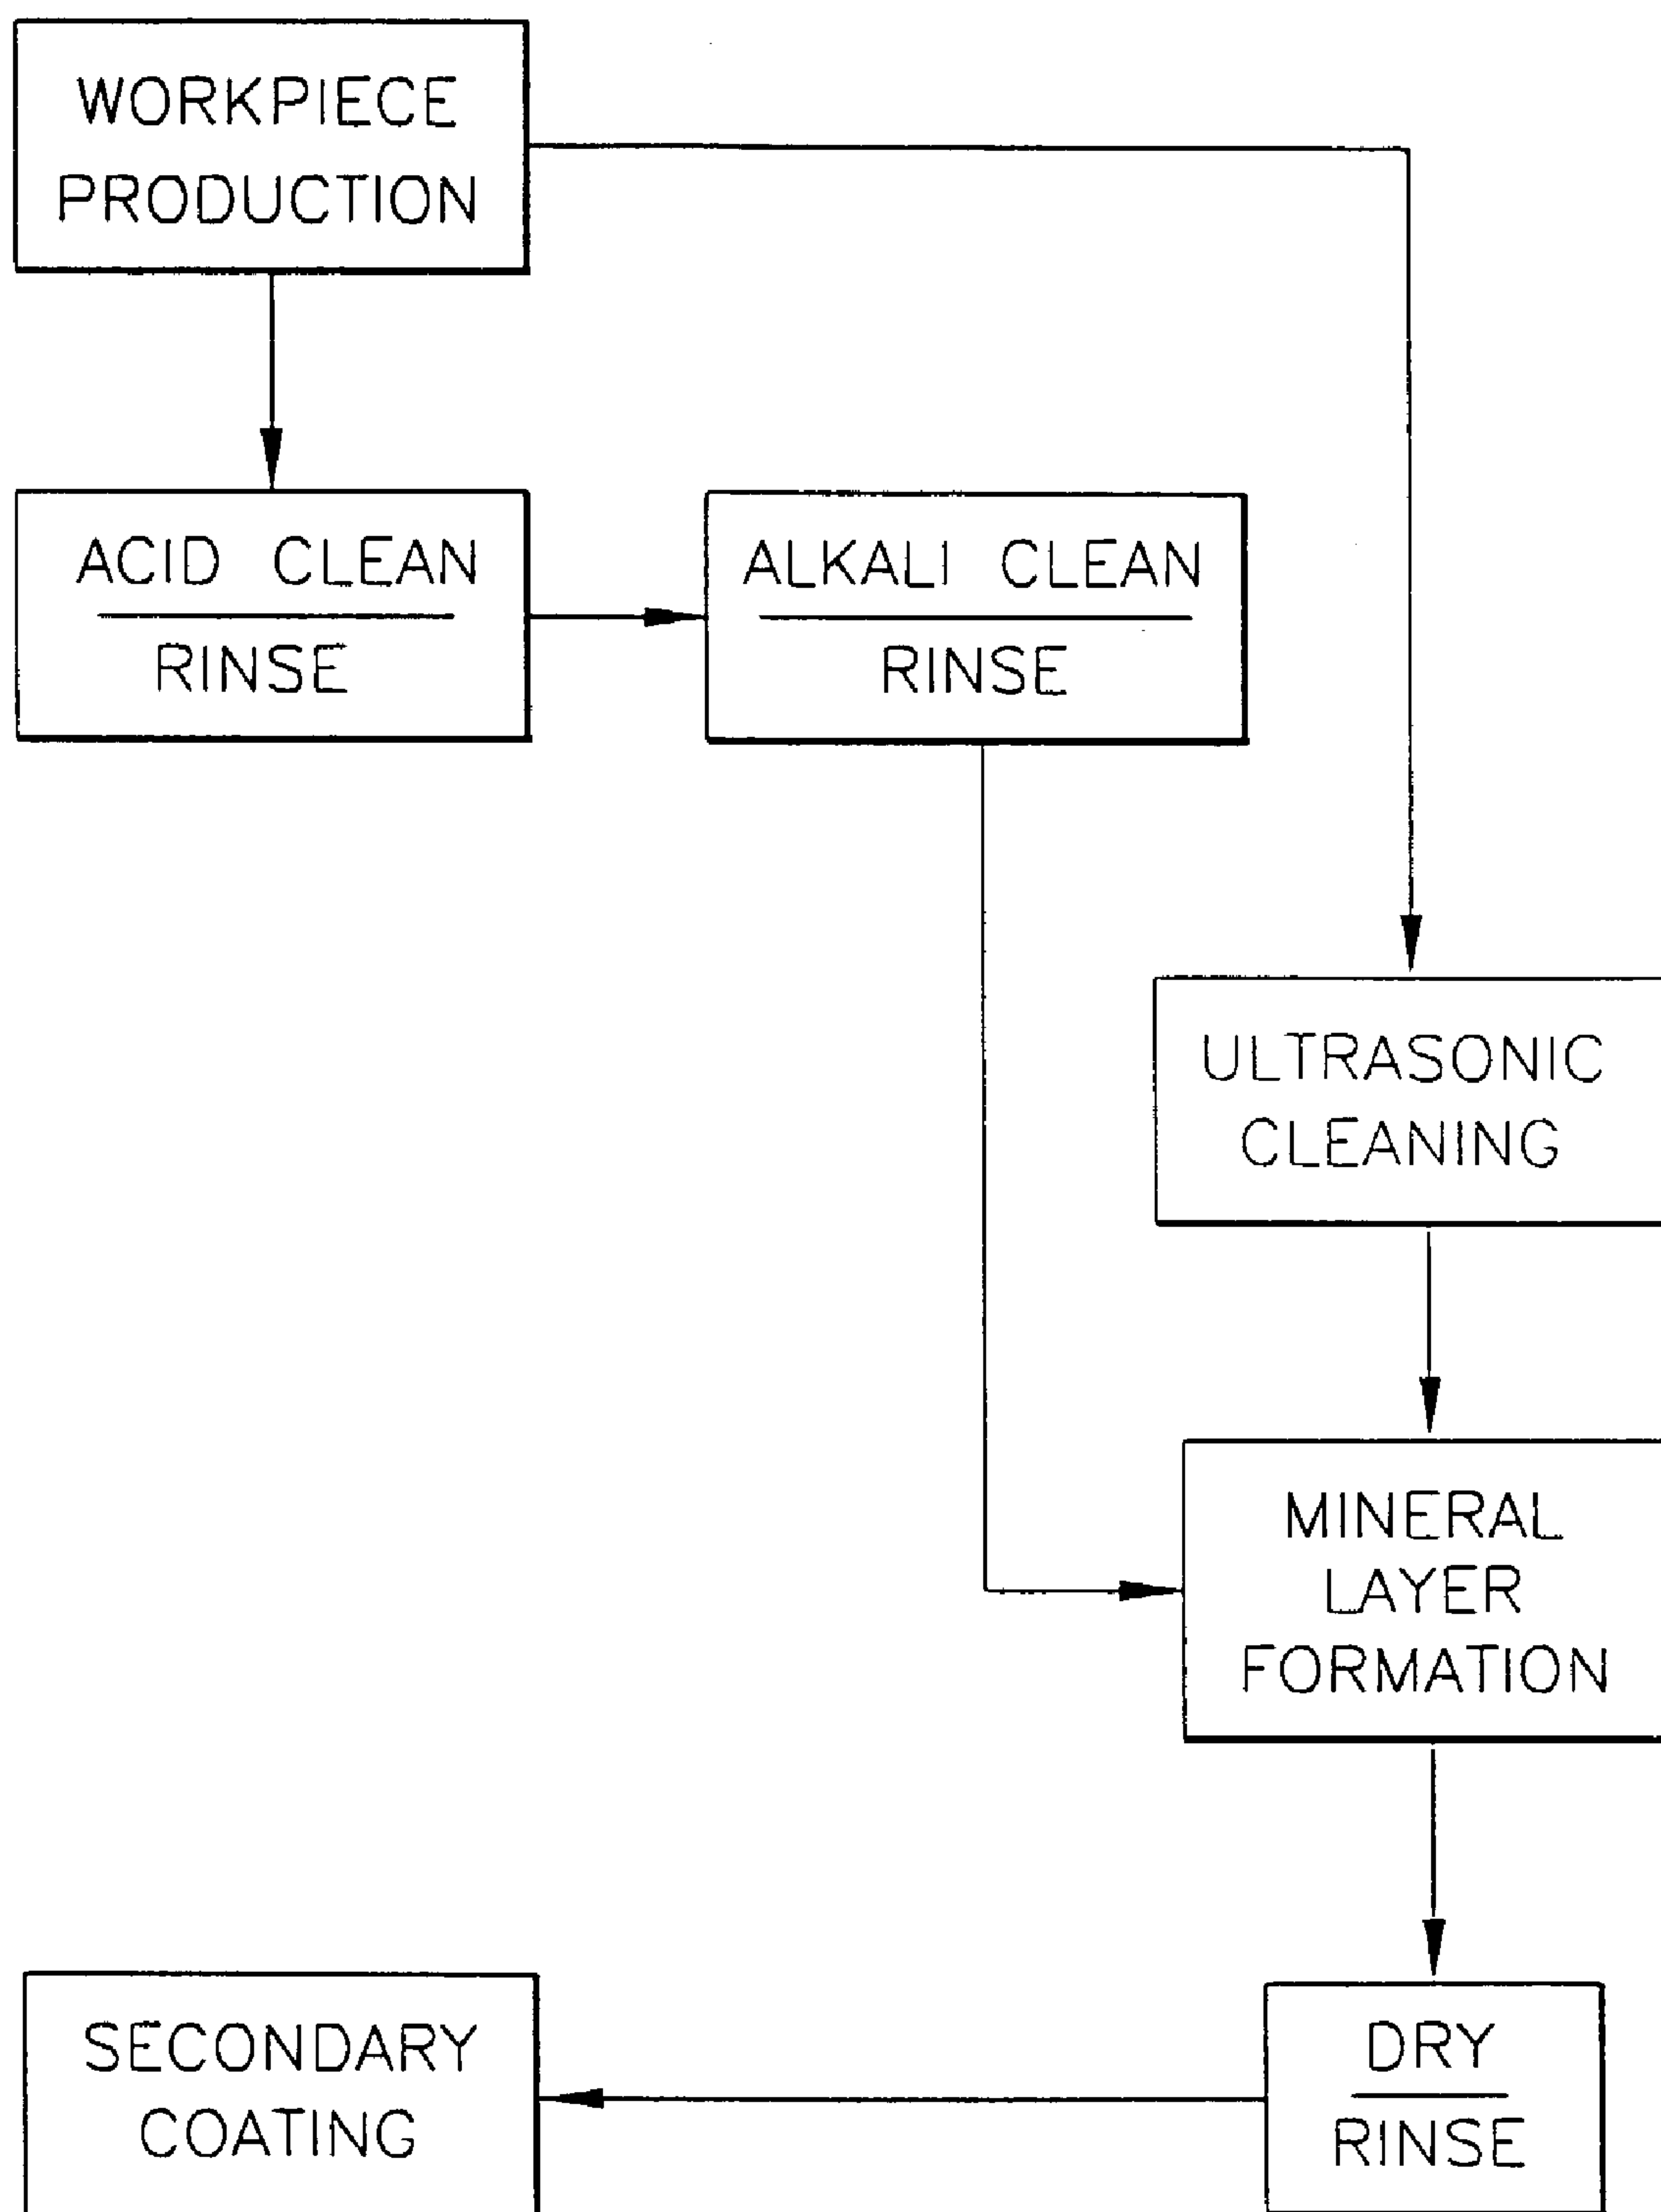 WORKPIECE
PRODUCTION
ACID CLEAN
RINSE
ALKALI CLEAN
RINSE
ULTRASONIC
CLEANING
MINERAL
LAYER
FORMATION
SECONDARY
COATING
DRY
RINSE